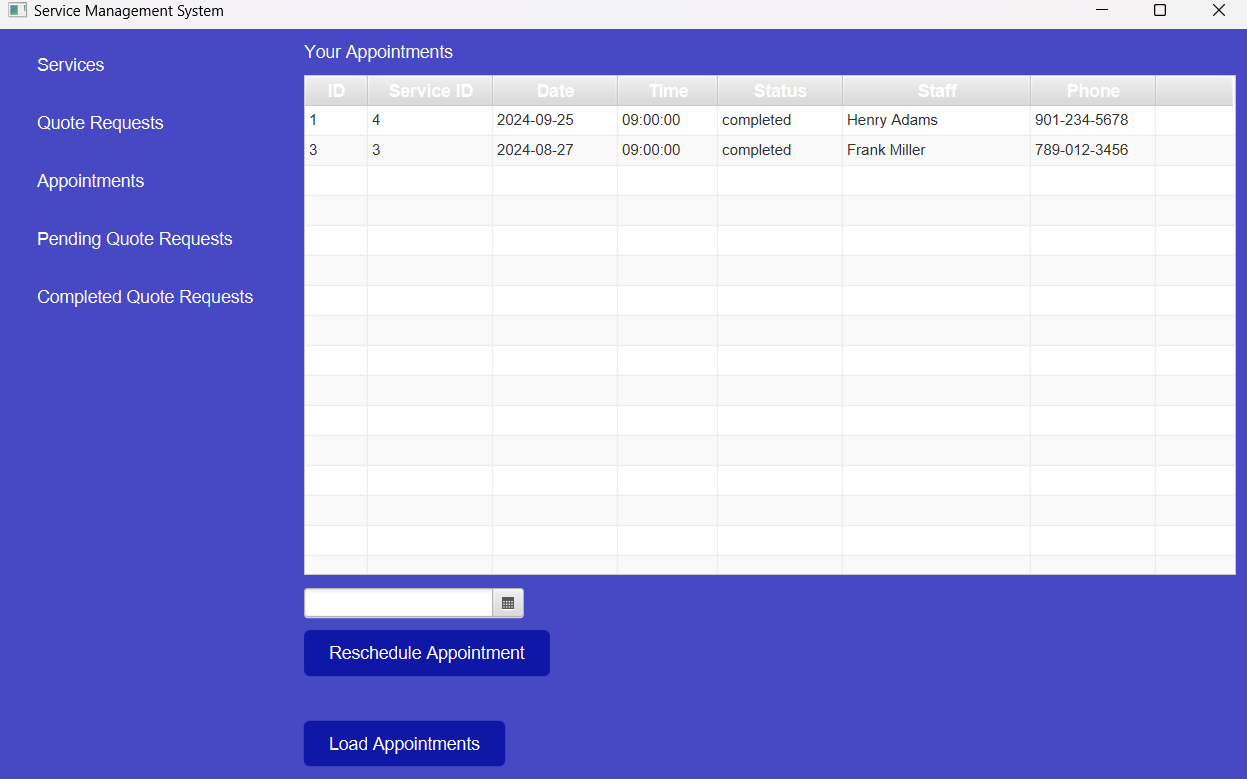 Service Management System
Services
Quote Requests
Appointments
Pending Quote Requests
Completed Quote Requests
Your Appointments
ID Service ID Date Time Status Staff Phone
1 4 2024-09-25 09:00:00 completed Henry Adams 901-234-5678
3 3 2024-08-27 09:00:00 completed Frank Miller 789-012-3456
Reschedule Appointment
Load Appointments